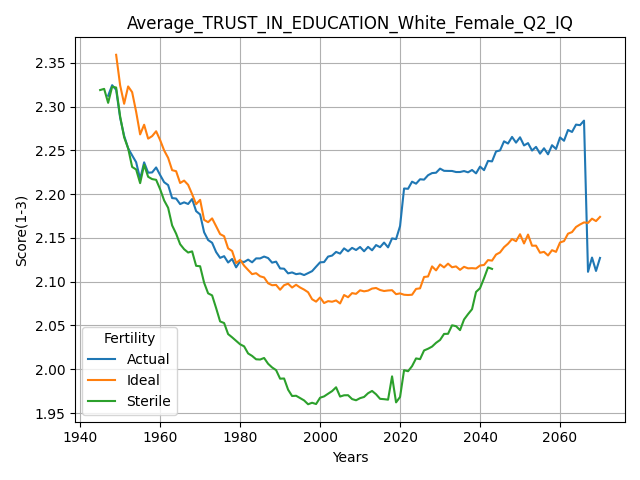 Average_TRUST_IN_EDUCATION_White_Female_Q2_IQ
Score(1-3)
2.35
2.30
2.25
2.20
2.15
2.10
2.05
2.00
1.95
Fertility
Actual
Ideal
Sterile
1940 1960 1980 2000 2020 2040 2060
Years